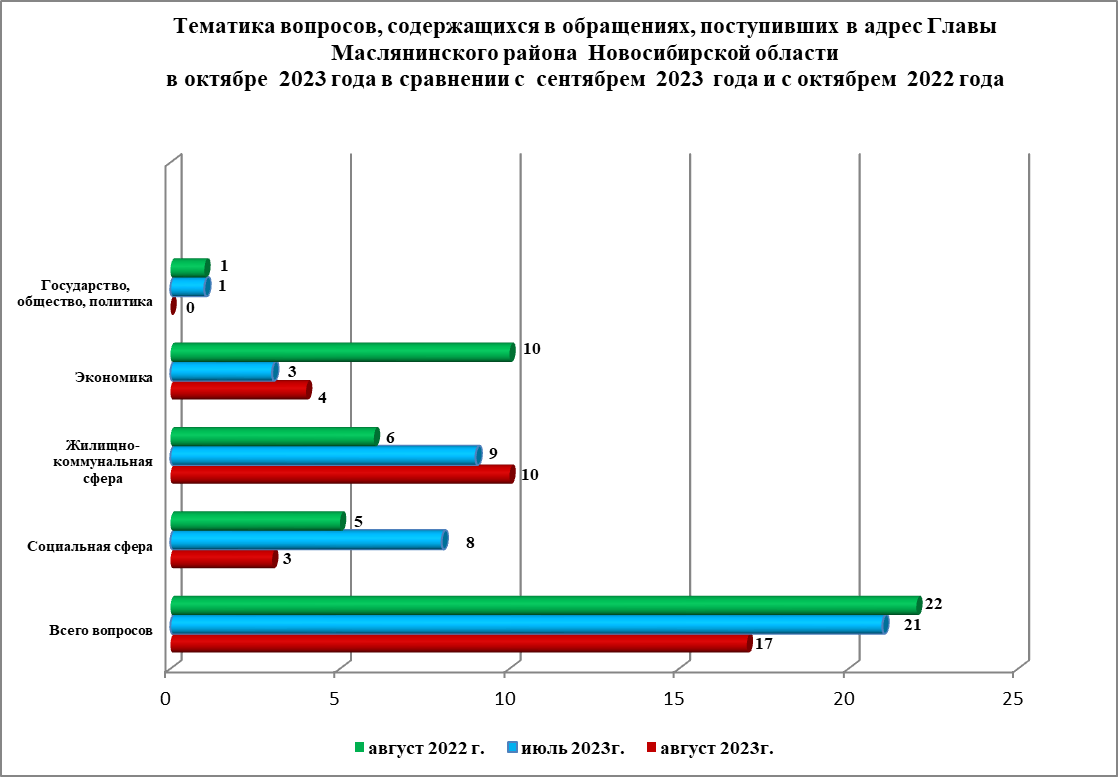 Тематика вопросов, содержащихся в обращениях, поступивших в адрес Главы
Маслянинского района Новосибирской области
в октябре 2023 года в сравнении с сентябрем 2023 года и с октябрем 2022 года
Государство,
общество, политика
1
1
0
Экономика
10
3
4
Жилищно-
коммунальная
сфера
6
9
10
Социальная сфера
5
8
3
Всего вопросов
22
21
17
0 5 10 15 20 25
август 2022 г. июль 2023г. август 2023г.